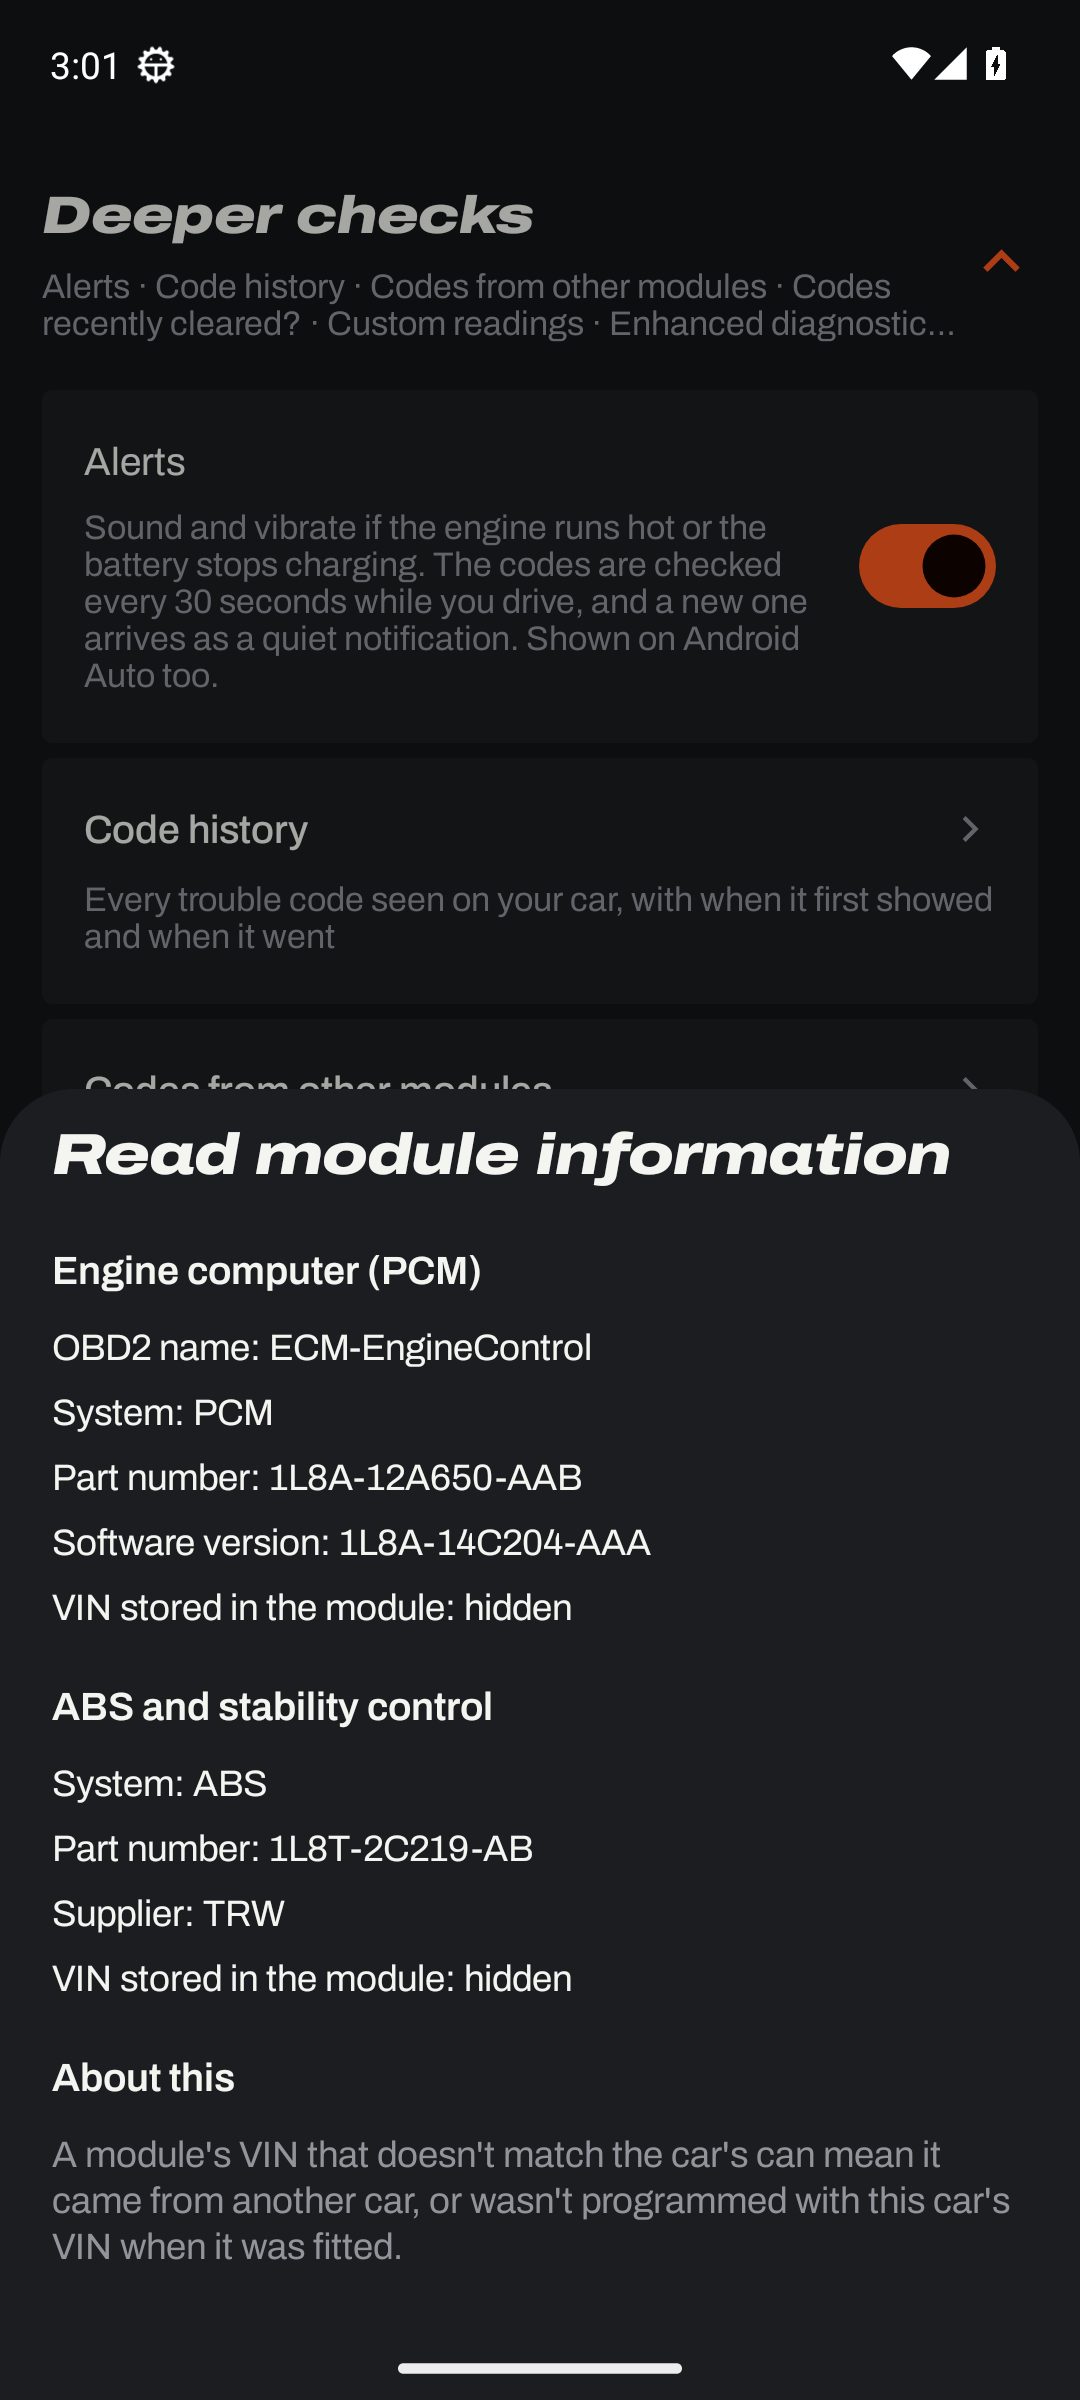 3:01
Deeper checks
Alerts · Code history · Codes from other modules · Codes
recently cleared? · Custom readings · Enhanced diagnostic...
Alerts
Sound and vibrate if the engine runs hot or the
battery stops charging. The codes are checked
every 30 seconds while you drive, and a new one
arrives as a quiet notification. Shown on Android
Auto too.
Code history
Every trouble code seen on your car, with when it first showed
and when it went
Codes from other modules
Read module information
Engine computer (PCM)
OBD2 name: ECM-EngineControl
System: PCM
Part number: 1L8A-12A650-AAB
Software version: 1L8A-14C204-AAA
VIN stored in the module: hidden
ABS and stability control
System: ABS
Part number: 1L8T-2C219-AB
Supplier: TRW
VIN stored in the module: hidden
About this
A module's VIN that doesn't match the car's can mean it
came from another car, or wasn't programmed with this car's
VIN when it was fitted.